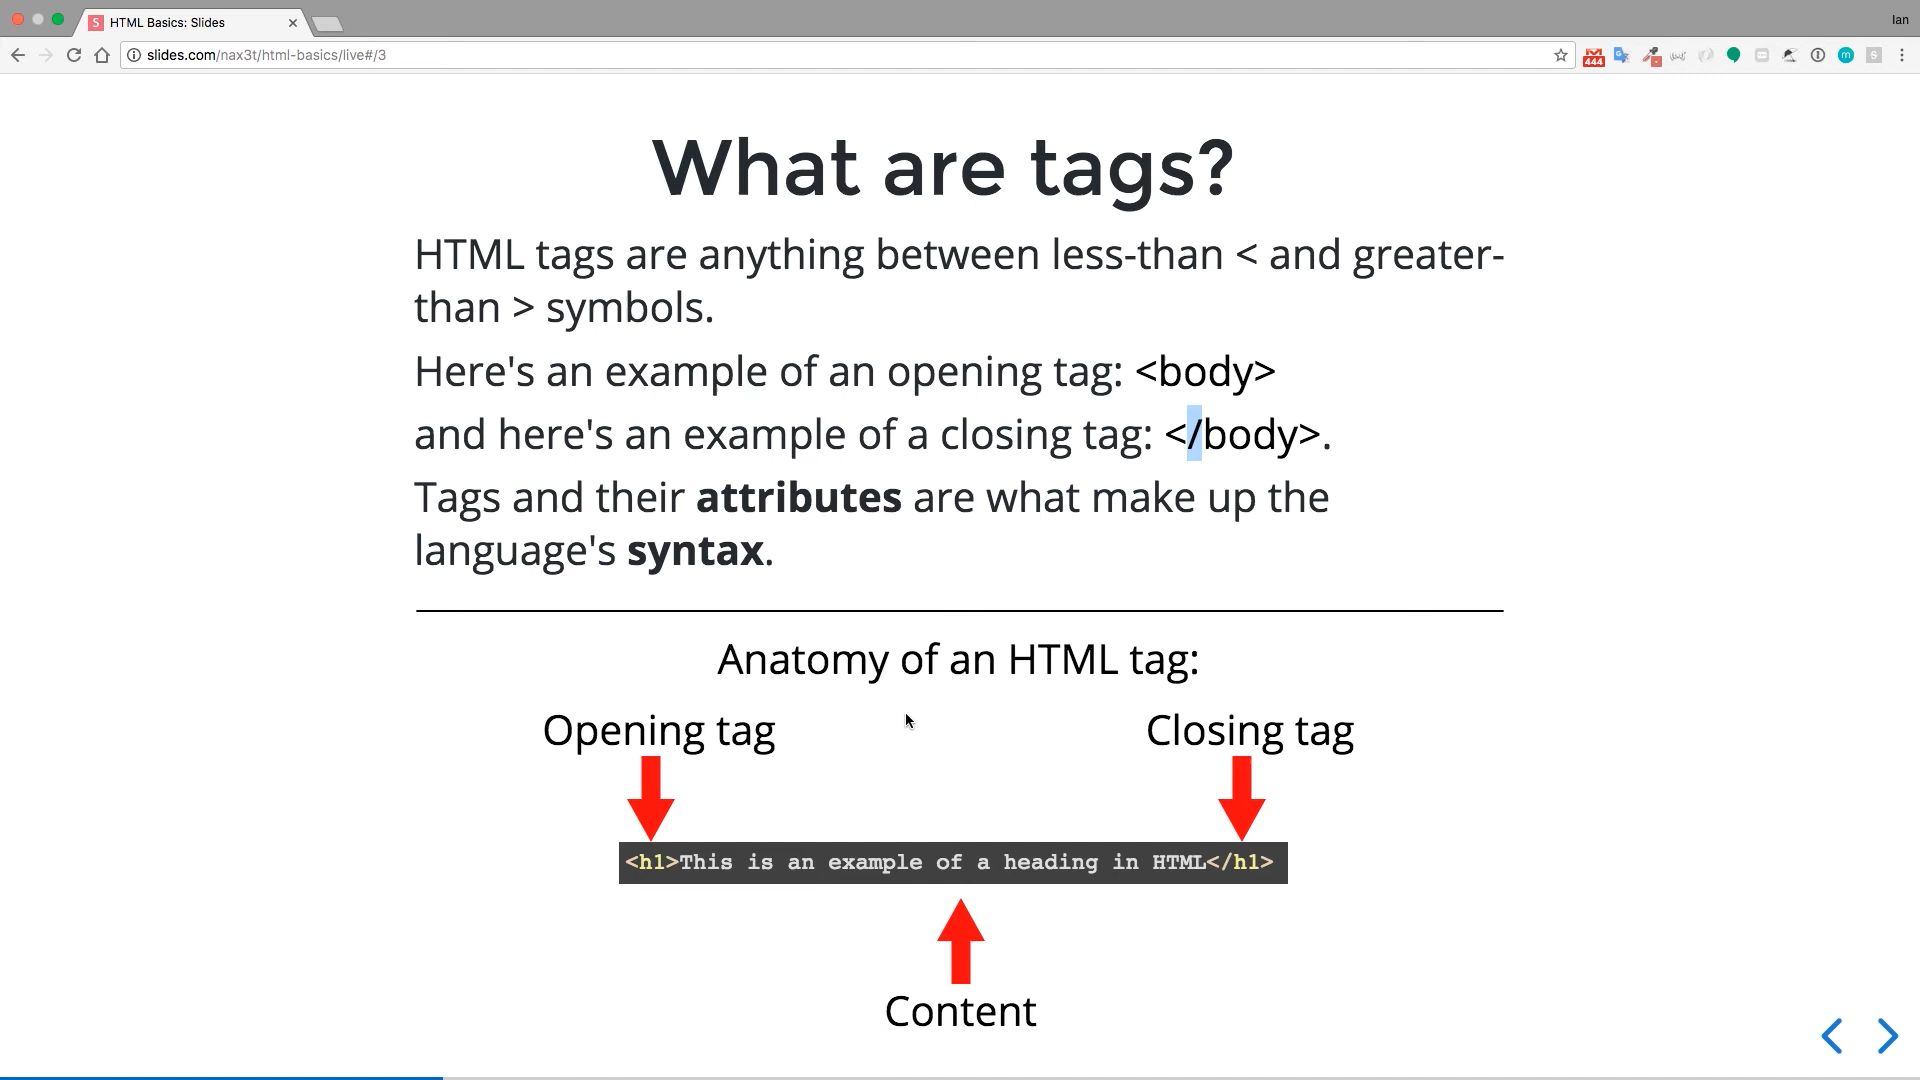 HTML Basics: Slides
Ian
slides.com/nax3t/html-basics/live#/3
444
What are tags?
HTML tags are anything between less-than < and greater-
than > symbols.
Here's an example of an opening tag: <body>
and here's an example of a closing tag: </body>.
Tags and their attributes are what make up the
language's syntax.
Anatomy of an HTML tag:
Opening tag
Closing tag
<h1>This is an example of a heading in HTML</h1>
Content